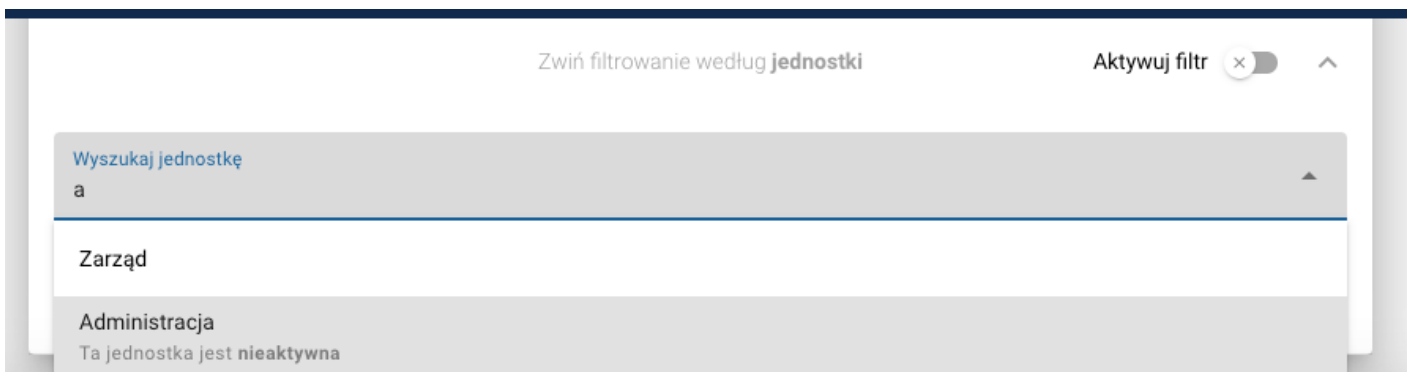 Zwiń filtrowanie według jednostki Aktywuj filtr
Wyszukaj jednostkę
a
Zarząd
Administracja
Ta jednostka jest nieaktywna